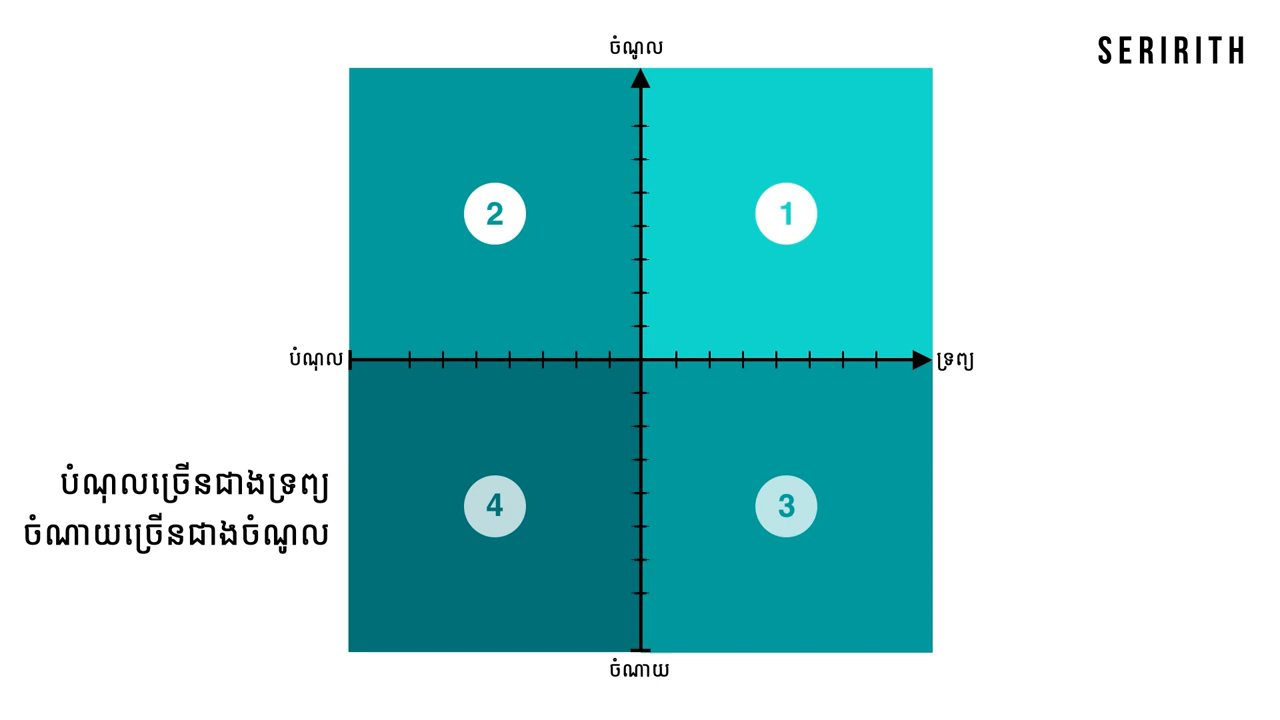 ចំណូល
SERIRITH
2
1
បំណុល
ទ្រព្យ
បំណុលច្រើនជាងទ្រព្យ
ចំណាយច្រើនជាងចំណូល
4
3
ចំណាយ